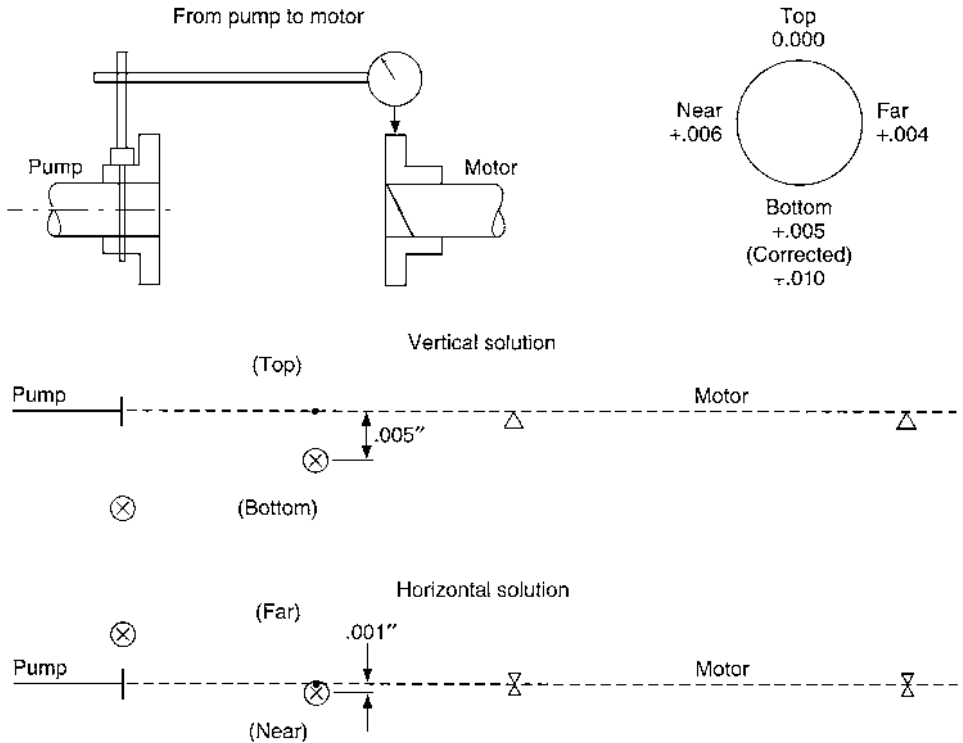 From pump to motor
Pump
Motor
Top
0.000
Near
+.006
Far
+.004
Bottom
+.005
(Corrected)
+.010
Vertical solution
(Top)
Pump
Motor
.005"
(Bottom)
Horizontal solution
(Far)
.001"
Pump
Motor
(Near)